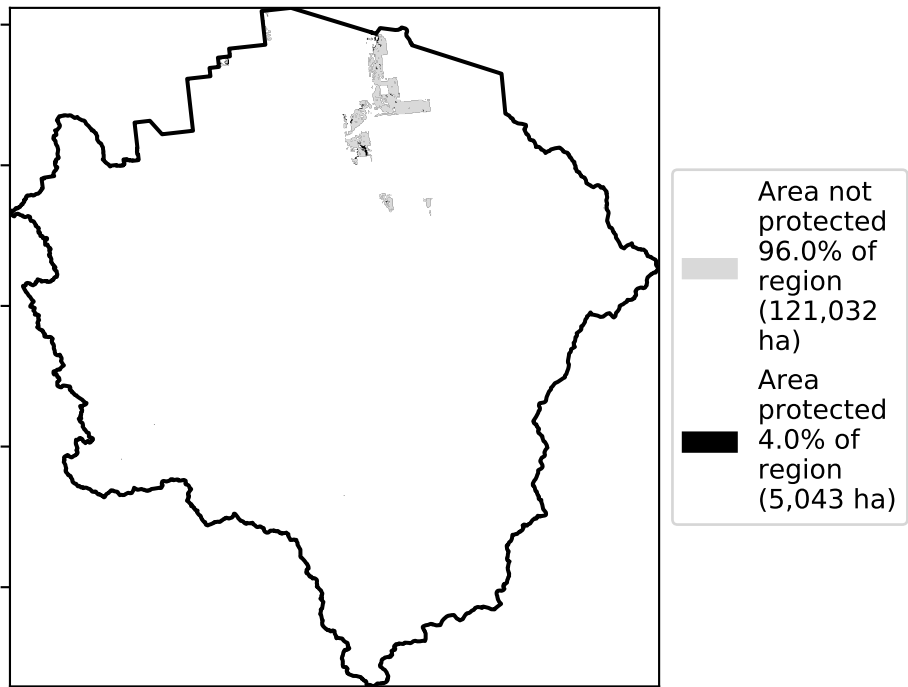 Area not
protected
96.0% of
region
(121,032
ha)
Area
protected
4.0% of
region
(5,043 ha)